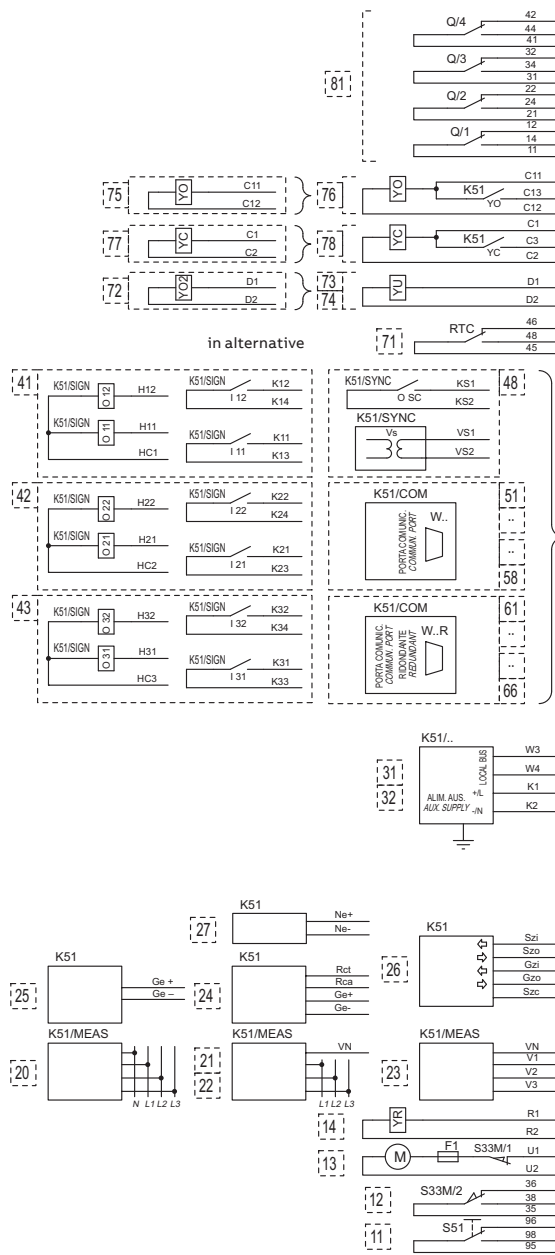 Q/4
42
44
41
Q/3
32
34
31
81
Q/2
22
24
21
Q/1
12
14
11
75
YO
C11
C12
76
YO
K51
YO
C11
C13
C12
77
YC
C1
C2
78
YC
K51
YC
C1
C3
C2
72
YO2
D1
D2
73
74
YU
D1
D2
in alternative
71
RTC
46
48
45
41
K51/SIGN
O 12
H12
K51/SIGN
O 11
H11
HC1
K51/SIGN
I 12
K12
K14
K51/SIGN
I 11
K11
K13
K51/SYNC
O SC
KS1
KS2
K51/SYNC
Vs
VS1
VS2
48
42
K51/SIGN
O 22
H22
K51/SIGN
O 21
H21
HC2
K51/SIGN
I 22
K22
K24
K51/SIGN
I 21
K21
K23
K51/COM
PORTA COMUNIC.
COMMUN. PORT
W..
51
..
..
58
43
K51/SIGN
O 32
H32
K51/SIGN
O 31
H31
HC3
K51/SIGN
I 32
K32
K34
K51/SIGN
I 31
K31
K33
K51/COM
PORTA COMUNIC.
COMMUN. PORT
RIDONDANTE
REDUNDANT
W..R
61
..
..
66
K51/..
31
32
LOCAL BUS
ALIM. AUS.
AUX. SUPPLY
+/L
-/N
W3
W4
K1
K2
27
K51
Ne+
Ne-
25
K51
Ge +
Ge –
24
K51
Rct
Rca
Ge+
Ge-
26
K51
Szi
Szo
Gzi
Gzo
Szc
20
K51/MEAS
N L1 L2 L3
21
22
K51/MEAS
VN
L1 L2 L3
23
K51/MEAS
VN
V1
V2
V3
14
YR
R1
R2
13
M
F1
S33M/1
U1
U2
12
S33M/2
36
38
35
11
S51
96
98
95